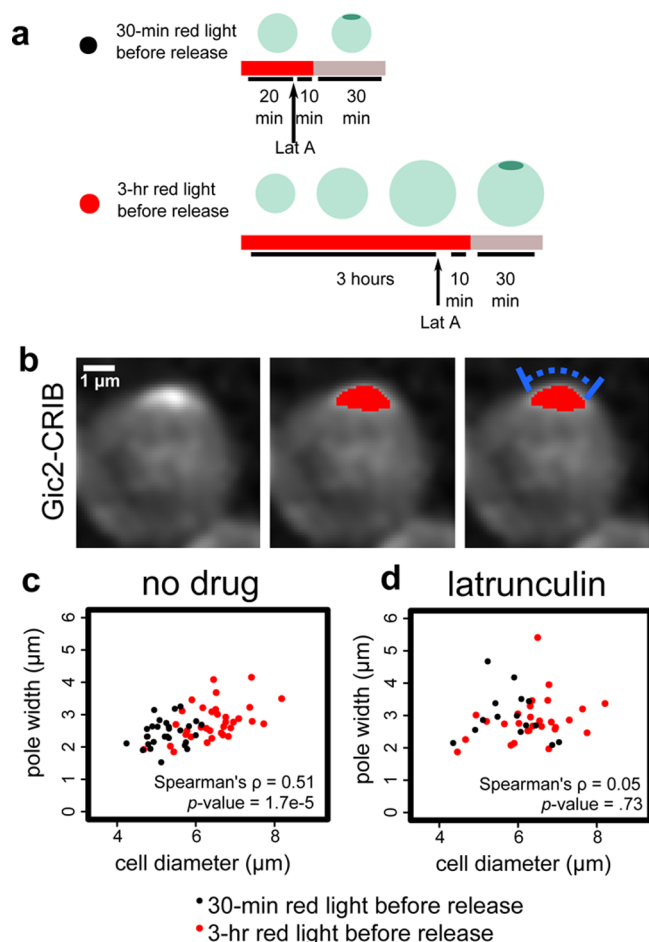 a
30-min red light
before release
20 10 30
min min min
Lat A
3-hr red light
before release
3 hours 10 30
min min
Lat A
b
1 µm
Gic2-CRIB
c no drug
pole width (µm)
6
5
4
3
2
1
0
Spearman's ρ = 0.51
p-value = 1.7e-5
4 6 8
cell diameter (µm)
d latrunculin
pole width (µm)
6
5
4
3
2
1
0
Spearman's ρ = 0.05
p-value = .73
4 6 8
cell diameter (µm)
30-min red light before release
3-hr red light before release